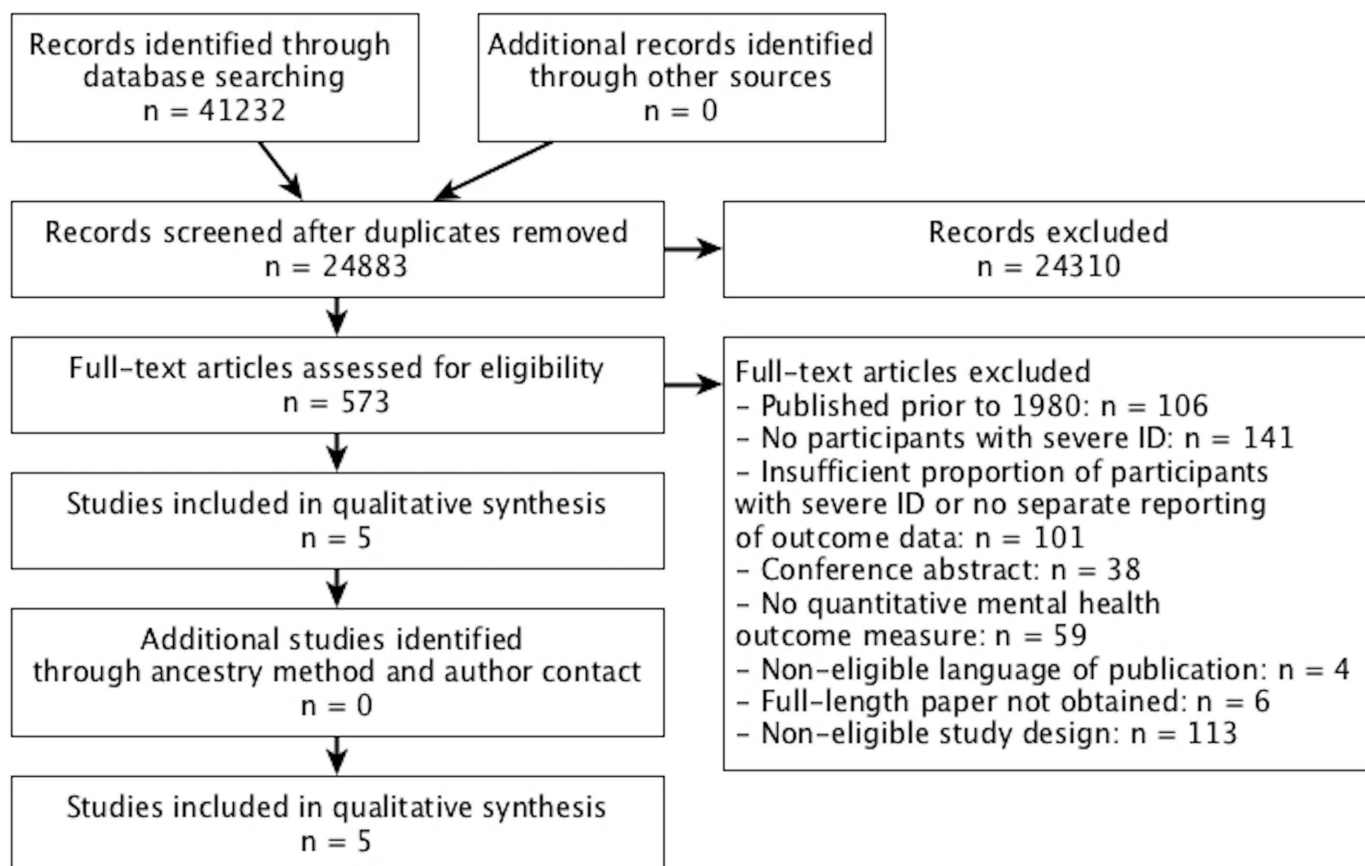 Records identified through
database searching
n = 41232
Additional records identified
through other sources
n = 0
Records screened after duplicates removed
n = 24883
Records excluded
n = 24310
Full-text articles assessed for eligibility
n = 573
Full-text articles excluded
– Published prior to 1980: n = 106
– No participants with severe ID: n = 141
– Insufficient proportion of participants
with severe ID or no separate reporting
of outcome data: n = 101
– Conference abstract: n = 38
– No quantitative mental health
outcome measure: n = 59
– Non-eligible language of publication: n = 4
– Full-length paper not obtained: n = 6
– Non-eligible study design: n = 113
Studies included in qualitative synthesis
n = 5
Additional studies identified
through ancestry method and author contact
n = 0
Studies included in qualitative synthesis
n = 5